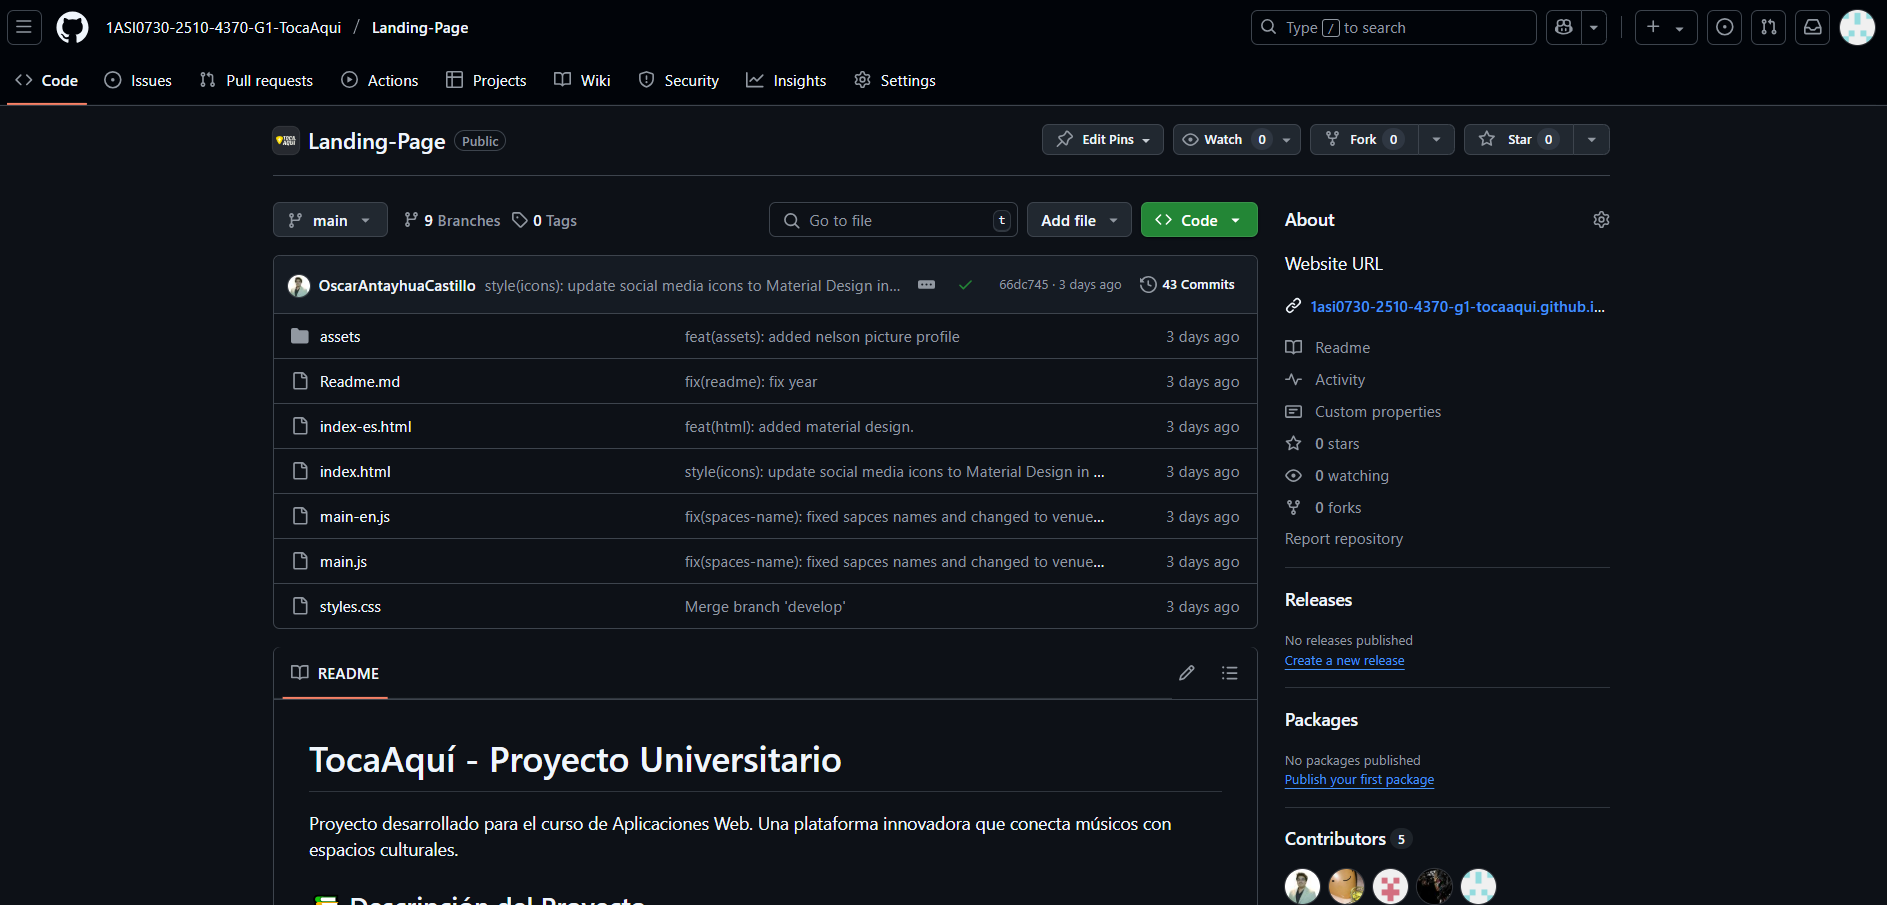 1ASI0730-2510-4370-G1-TocaAqui / Landing-Page
Type / to search
Code Issues Pull requests Actions Projects Wiki Security Insights Settings
TOCA AQUI Landing-Page Public
Edit Pins Watch 0 Fork 0 Star 0
main 9 Branches 0 Tags
Go to file t Add file Code
OscarAntayhuaCastillo style(icons): update social media icons to Material Design in... 66dc745 · 3 days ago 43 Commits
assets feat(assets): added nelson picture profile 3 days ago
Readme.md fix(readme): fix year 3 days ago
index-es.html feat(html): added material design. 3 days ago
index.html style(icons): update social media icons to Material Design in ... 3 days ago
main-en.js fix(spaces-name): fixed sapces names and changed to venue... 3 days ago
main.js fix(spaces-name): fixed sapces names and changed to venue... 3 days ago
styles.css Merge branch 'develop' 3 days ago
README
TocaAquí - Proyecto Universitario
Proyecto desarrollado para el curso de Aplicaciones Web. Una plataforma innovadora que conecta músicos con
espacios culturales.
Descripción del Proyecto
About
Website URL
1asi0730-2510-4370-g1-tocaaqui.github.i...
Readme
Activity
Custom properties
0 stars
0 watching
0 forks
Report repository
Releases
No releases published
Create a new release
Packages
No packages published
Publish your first package
Contributors 5